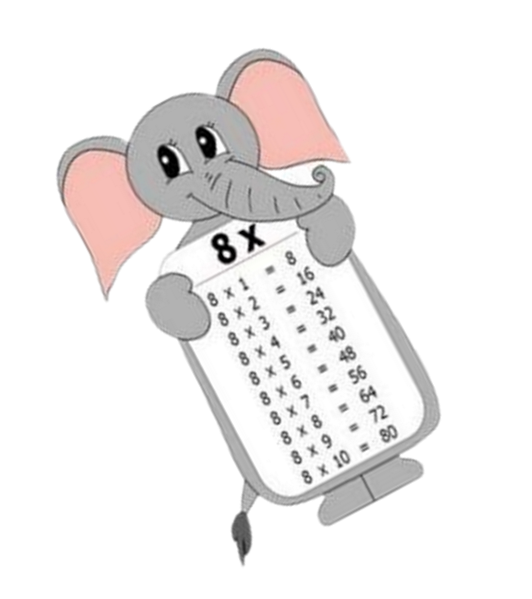 8 x
8 x 1 = 8
8 x 2 = 16
8 x 3 = 24
8 x 4 = 32
8 x 5 = 40
8 x 6 = 48
8 x 7 = 56
8 x 8 = 64
8 x 9 = 72
8 x 10 = 80